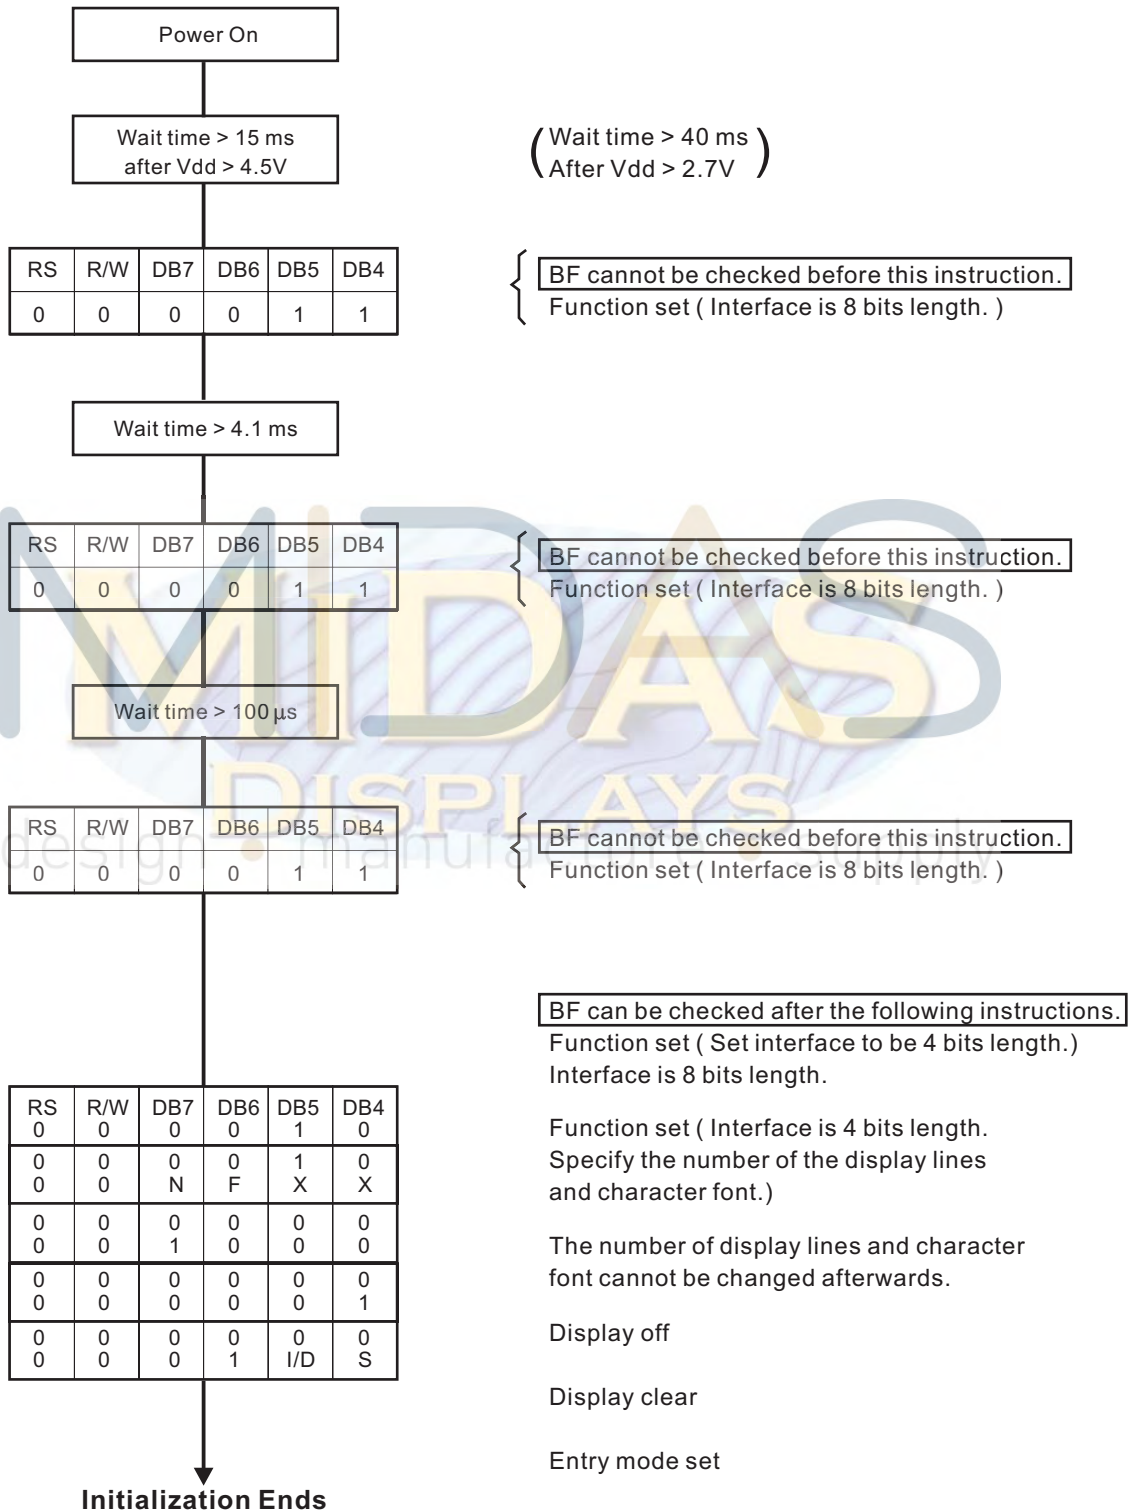 Power On
Wait time > 15 ms
after Vdd > 4.5V
(Wait time > 40 ms
After Vdd > 2.7V)
RS R/W DB7 DB6 DB5 DB4
0 0 0 0 1 1
BF cannot be checked before this instruction.
Function set ( Interface is 8 bits length. )
Wait time > 4.1 ms
RS R/W DB7 DB6 DB5 DB4
0 0 0 0 1 1
BF cannot be checked before this instruction.
Function set ( Interface is 8 bits length. )
MIDAS
MIDAS
DISPLAYS
design • manufacture • supply
Wait time > 100 µs
RS R/W DB7 DB6 DB5 DB4
0 0 0 0 1 1
BF cannot be checked before this instruction.
Function set ( Interface is 8 bits length. )
BF can be checked after the following instructions.
Function set ( Set interface to be 4 bits length.)
Interface is 8 bits length.
RS R/W DB7 DB6 DB5 DB4
0 0 0 0 1 0
0 0 0 0 1 0
0 0 N F X X
0 0 0 0 0 0
0 0 1 0 0 0
0 0 0 0 0 0
0 0 0 0 0 1
0 0 0 0 0 0
0 0 0 1 I/D S
Function set ( Interface is 4 bits length.
Specify the number of the display lines
and character font.)
The number of display lines and character
font cannot be changed afterwards.
Display off
Display clear
Entry mode set
Initialization Ends